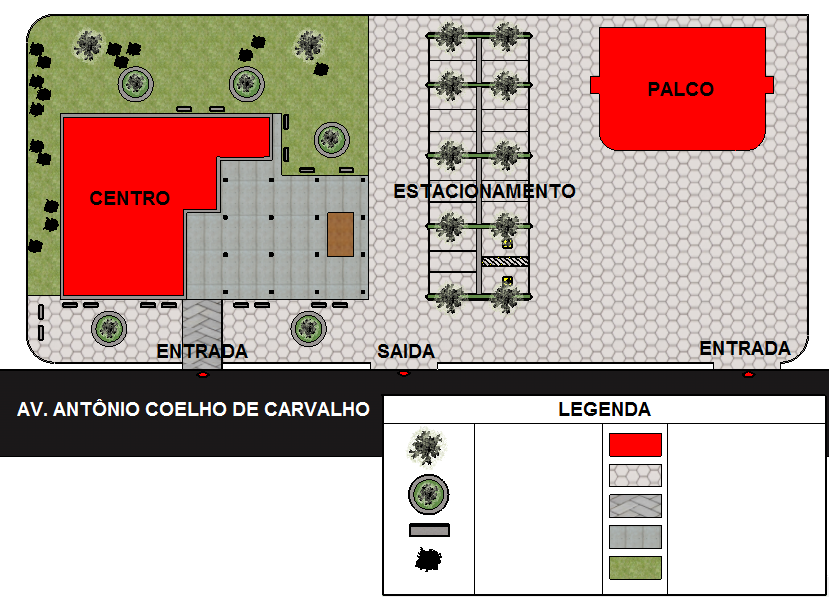 PALCO
CENTRO
ESTACIONAMENTO
ENTRADA
SAIDA
ENTRADA
AV. ANTÔNIO COELHO DE CARVALHO
LEGENDA